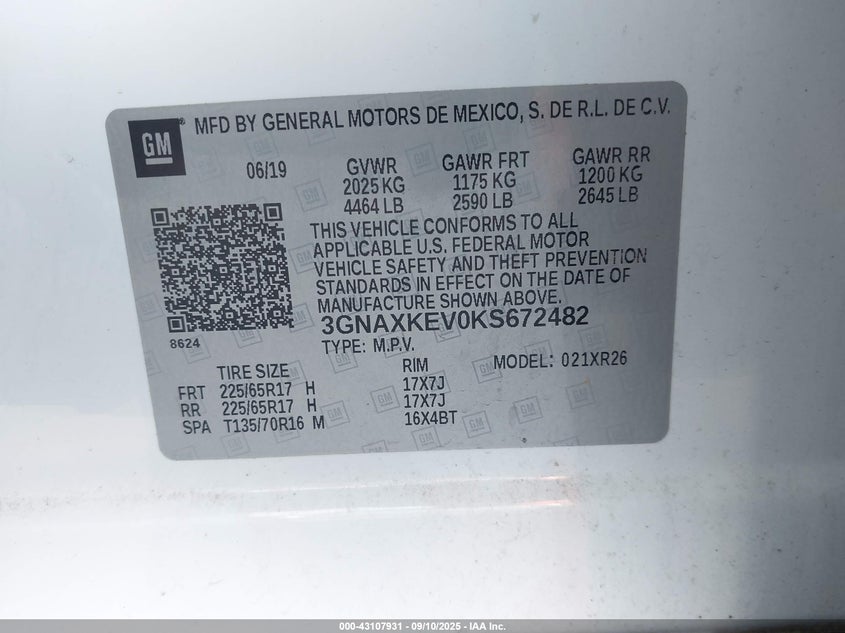 GM® MFD BY GENERAL MOTORS DE MEXICO, S. DE R.L. DE C.V.
06/19 GVWR GAWR FRT GAWR RR
2025 KG 1175 KG 1200 KG
4464 LB 2590 LB 2645 LB
THIS VEHICLE CONFORMS TO ALL
APPLICABLE U.S. FEDERAL MOTOR
VEHICLE SAFETY AND THEFT PREVENTION
STANDARDS IN EFFECT ON THE DATE OF
MANUFACTURE SHOWN ABOVE.
3GNAXKEV0KS672482
8624
TYPE: M.P.V.
TIRE SIZE RIM MODEL: 021XR26
FRT 225/65R17 H 17X7J
RR 225/65R17 H 17X7J
SPA T135/70R16 M 16X4BT
000-43107931 - 09/10/2025 - IAA Inc.